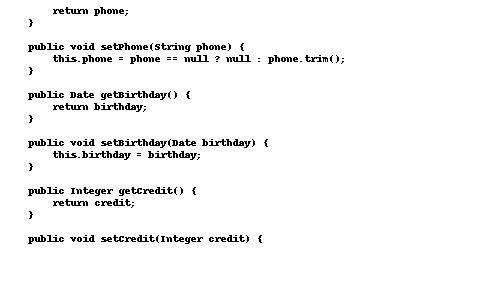 return phone;
    }

    public void setPhone(String phone) {
        this.phone = phone == null ? null : phone.trim();
    }

    public Date getBirthday() {
        return birthday;
    }

    public void setBirthday(Date birthday) {
        this.birthday = birthday;
    }

    public Integer getCredit() {
        return credit;
    }

    public void setCredit(Integer credit) {